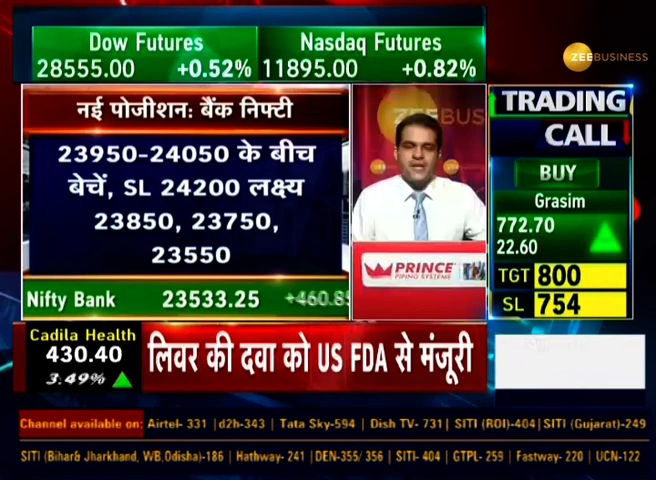 Dow Futures
28555.00 +0.52%
Nasdaq Futures
11895.00 +0.82%
ZEEBUSINESS
नई पोजीशन: बैंक निफ्टी
23950-24050 के बीच
बेचें, SL 24200 लक्ष्य
23850, 23750,
23550
Nifty Bank 23533.25 +460.85
ZEE BUS
PRINCE
PIPING SYSTEMS
TRADING
CALL
BUY
Grasim
772.70
22.60
TGT 800
SL 754
Cadila Health
430.40
3.49%
लिवर की दवा को US FDA से मंजूरी
Channel available on: Airtel- 331 | d2h-343 | Tata Sky-594 | Dish TV- 731| SITI (ROI)-404|SITI (Gujarat)-249
SITI (Bihar& Jharkhand, WB,Odisha)-186 | Hathway- 241 |DEN-355/ 356 | SITI- 404 | GTPL- 259 | Fastway- 220 | UCN-122